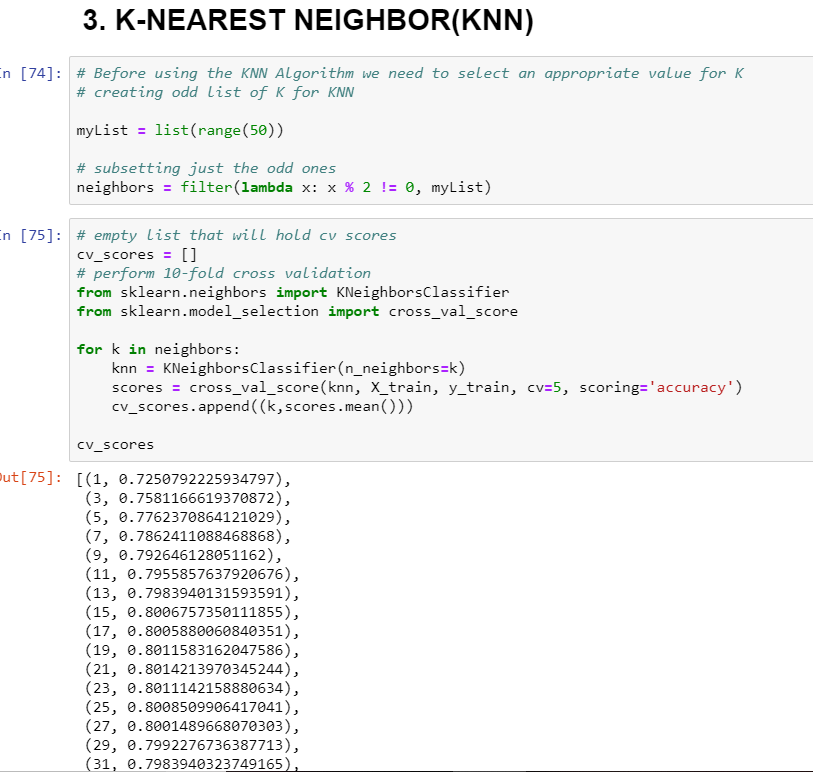 3. K-NEAREST NEIGHBOR(KNN)
In [74]:
# Before using the KNN Algorithm we need to select an appropriate value for K
# creating odd list of K for KNN
myList = list(range(50))
# subsetting just the odd ones
neighbors = filter(lambda x: x % 2 != 0, myList)
In [75]:
# empty list that will hold cv scores
cv_scores = []
# perform 10-fold cross validation
from sklearn.neighbors import KNeighborsClassifier
from sklearn.model_selection import cross_val_score
for k in neighbors:
    knn = KNeighborsClassifier(n_neighbors=k)
    scores = cross_val_score(knn, X_train, y_train, cv=5, scoring='accuracy')
    cv_scores.append((k,scores.mean()))
cv_scores
Out[75]:
[(1, 0.7250792225934797),
(3, 0.7581166619370872),
(5, 0.7762370864121029),
(7, 0.7862411088468868),
(9, 0.792646128051162),
(11, 0.7955857637920676),
(13, 0.7983940131593591),
(15, 0.8006757350111855),
(17, 0.8005880060840351),
(19, 0.8011583162047586),
(21, 0.8014213970345244),
(23, 0.8011142158880634),
(25, 0.8008509906417041),
(27, 0.8001489668070303),
(29, 0.7992276736387713),
(31, 0.7983940323749165),